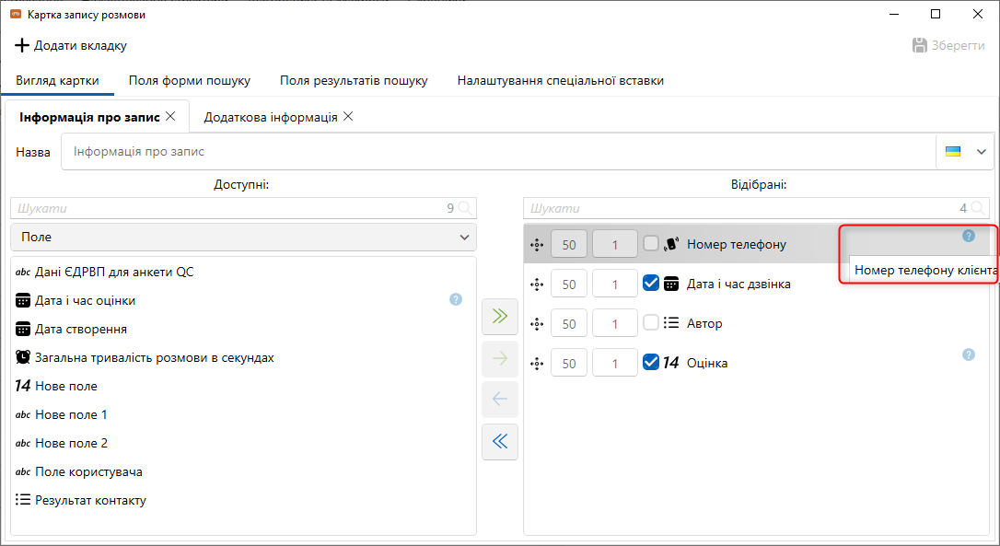 Картка запису розмови
Додати вкладку
Зберегти
Вигляд картки Поля форми пошуку Поля результатів пошуку Налаштування спеціальної вставки
Інформація про запис Додаткова інформація
Назва Інформація про запис
Доступні:
Шукати 9
Поле
abc Дані ЄДРВП для анкети QC
Дата і час оцінки ?
Дата створення
Загальна тривалість розмови в секундах
14 Нове поле
abc Нове поле 1
abc Нове поле 2
abc Поле користувача
Результат контакту
Відібрані:
Шукати 4
50 1 Номер телефону ?
Номер телефону клієнта
50 1 Дата і час дзвінка
50 1 Автор
50 1 14 Оцінка ?